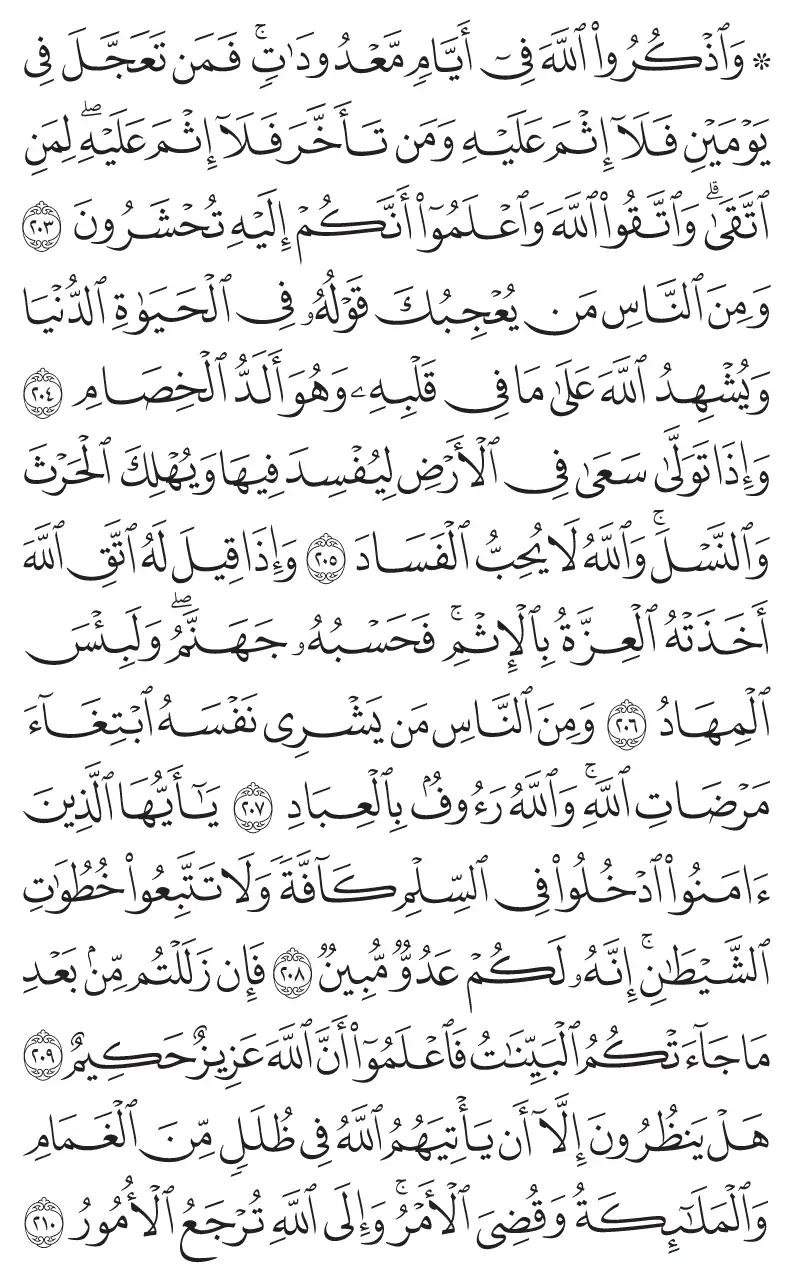 ۞ وَٱذۡكُرُواْ ٱللَّهَ فِيٓ أَيَّامٖ مَّعۡدُودَٰتٖۚ فَمَن تَعَجَّلَ فِي
يَوۡمَيۡنِ فَلَآ إِثۡمَ عَلَيۡهِ وَمَن تَأَخَّرَ فَلَآ إِثۡمَ عَلَيۡهِۖ لِمَنِ
ٱتَّقَىٰۗ وَٱتَّقُواْ ٱللَّهَ وَٱعۡلَمُوٓاْ أَنَّكُمۡ إِلَيۡهِ تُحۡشَرُونَ ٢٠٣
وَمِنَ ٱلنَّاسِ مَن يُعۡجِبُكَ قَوۡلُهُۥ فِي ٱلۡحَيَوٰةِ ٱلدُّنۡيَا
وَيُشۡهِدُ ٱللَّهَ عَلَىٰ مَا فِي قَلۡبِهِۦ وَهُوَ أَلَدُّ ٱلۡخِصَامِ ٢٠٤
وَإِذَا تَوَلَّىٰ سَعَىٰ فِي ٱلۡأَرۡضِ لِيُفۡسِدَ فِيهَا وَيُهۡلِكَ ٱلۡحَرۡثَ
وَٱلنَّسۡلَۚ وَٱللَّهُ لَا يُحِبُّ ٱلۡفَسَادَ ٢٠٥ وَإِذَا قِيلَ لَهُ ٱتَّقِ ٱللَّهَ
أَخَذَتۡهُ ٱلۡعِزَّةُ بِٱلۡإِثۡمِۚ فَحَسۡبُهُۥ جَهَنَّمُۖ وَلَبِئۡسَ
ٱلۡمِهَادُ ٢٠٦ وَمِنَ ٱلنَّاسِ مَن يَشۡرِي نَفۡسَهُ ٱبۡتِغَآءَ
مَرۡضَاتِ ٱللَّهِۚ وَٱللَّهُ رَءُوفُۢ بِٱلۡعِبَادِ ٢٠٧ يَٰٓأَيُّهَا ٱلَّذِينَ
ءَامَنُواْ ٱدۡخُلُواْ فِي ٱلسِّلۡمِ كَآفَّةٗ وَلَا تَتَّبِعُواْ خُطُوَٰتِ
ٱلشَّيۡطَٰنِۚ إِنَّهُۥ لَكُمۡ عَدُوّٞ مُّبِينٞ ٢٠٨ فَإِن زَلَلۡتُم مِّنۢ بَعۡدِ
مَا جَآءَتۡكُمُ ٱلۡبَيِّنَٰتُ فَٱعۡلَمُوٓاْ أَنَّ ٱللَّهَ عَزِيزٌ حَكِيمٌ ٢٠٩
هَلۡ يَنظُرُونَ إِلَّآ أَن يَأۡتِيَهُمُ ٱللَّهُ فِي ظُلَلٖ مِّنَ ٱلۡغَمَامِ
وَٱلۡمَلَٰٓئِكَةُ وَقُضِيَ ٱلۡأَمۡرُۚ وَإِلَى ٱللَّهِ تُرۡجَعُ ٱلۡأُمُورُ ٢١٠